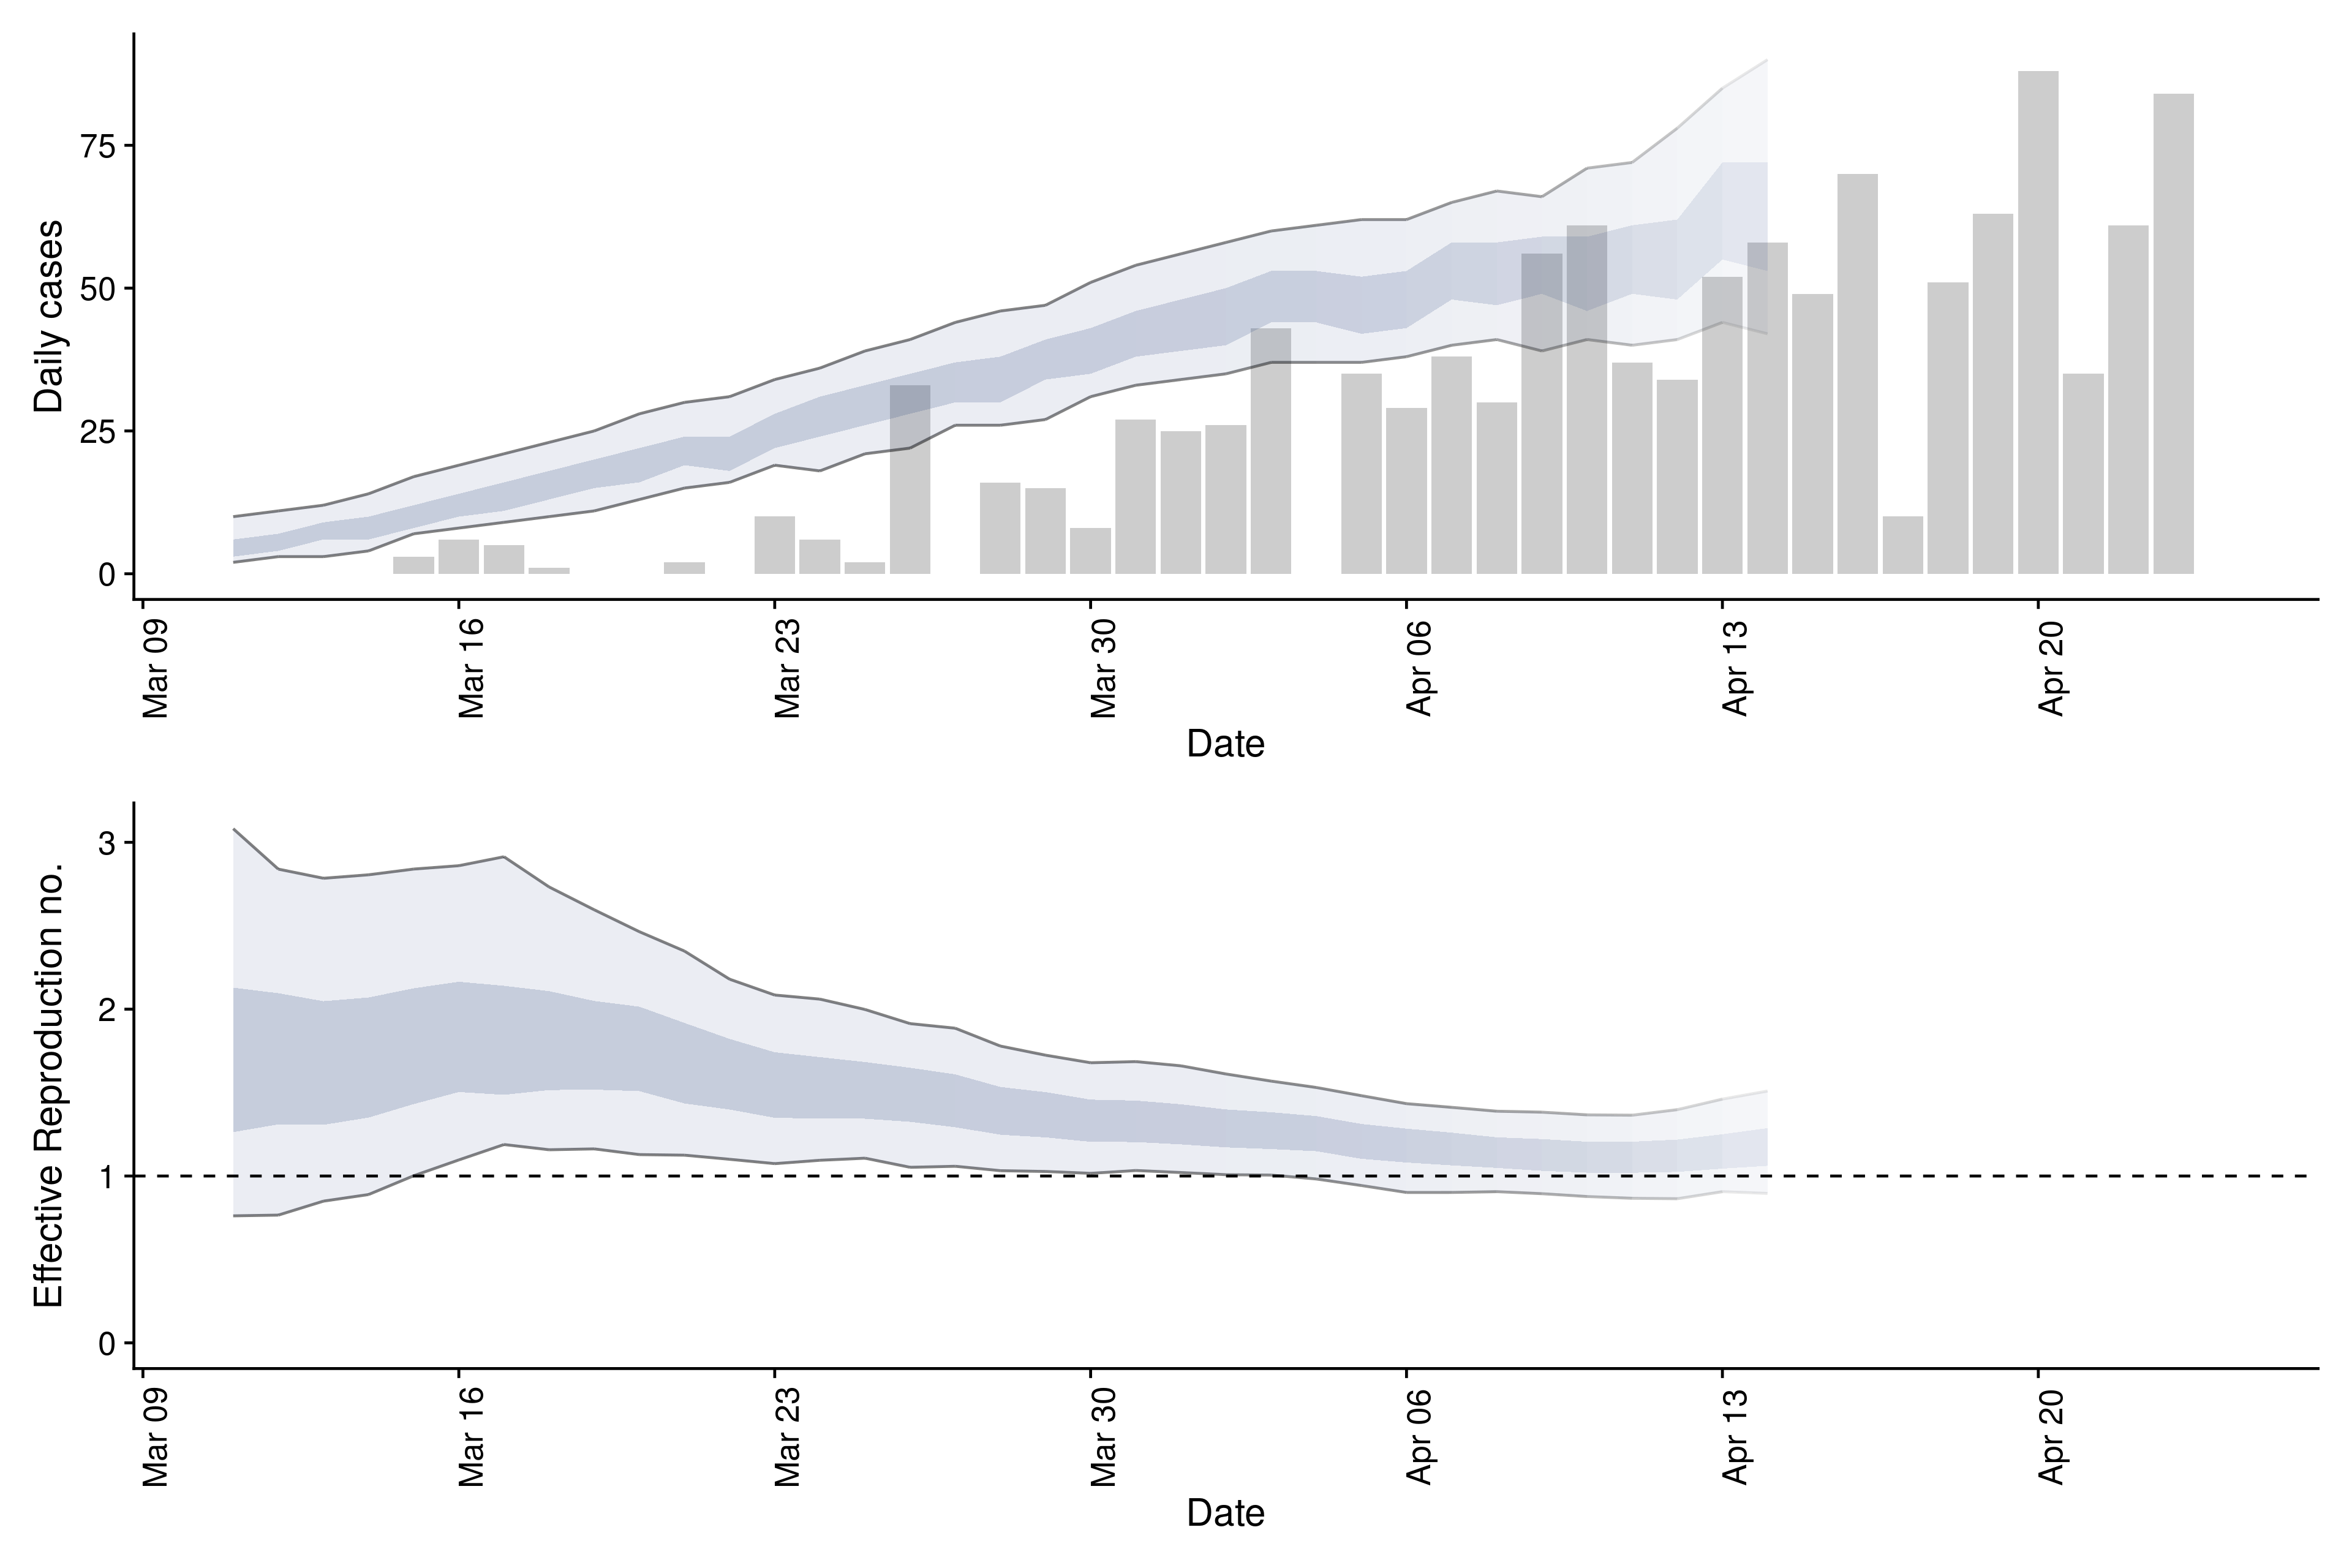 Daily cases
75
50
25
0
Mar 09
Mar 16
Mar 23
Mar 30
Apr 06
Apr 13
Apr 20
Date
Effective Reproduction no.
3
2
1
0
Mar 09
Mar 16
Mar 23
Mar 30
Apr 06
Apr 13
Apr 20
Date